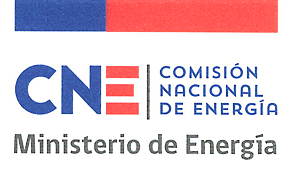 CNE
COMISIÓN
NACIONAL
DE ENERGÍA
Ministerio de Energía